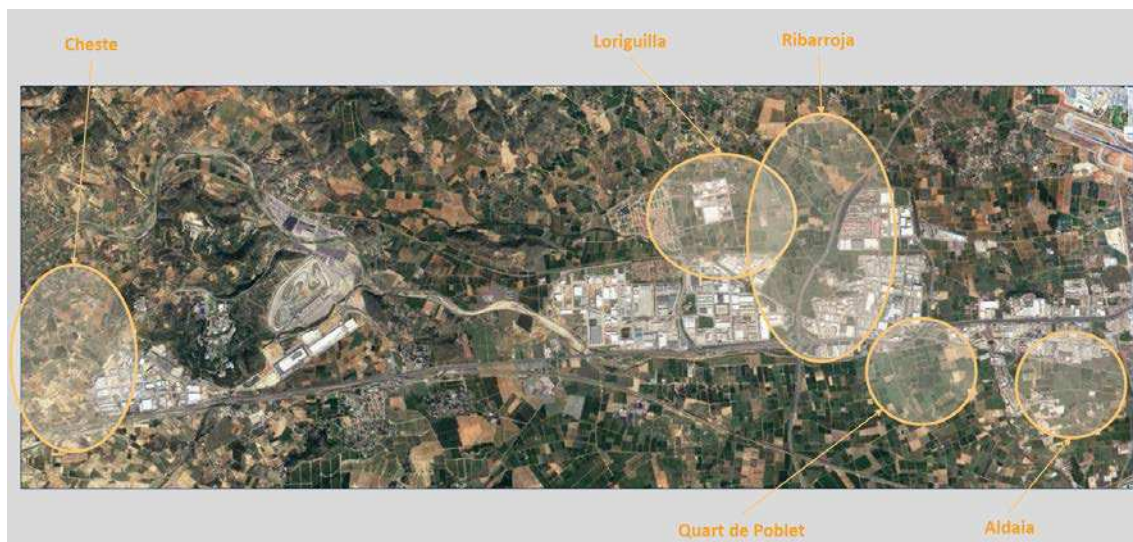 Cheste
Loriguilla
Ribarroja
Quart de Poblet
Aldaia